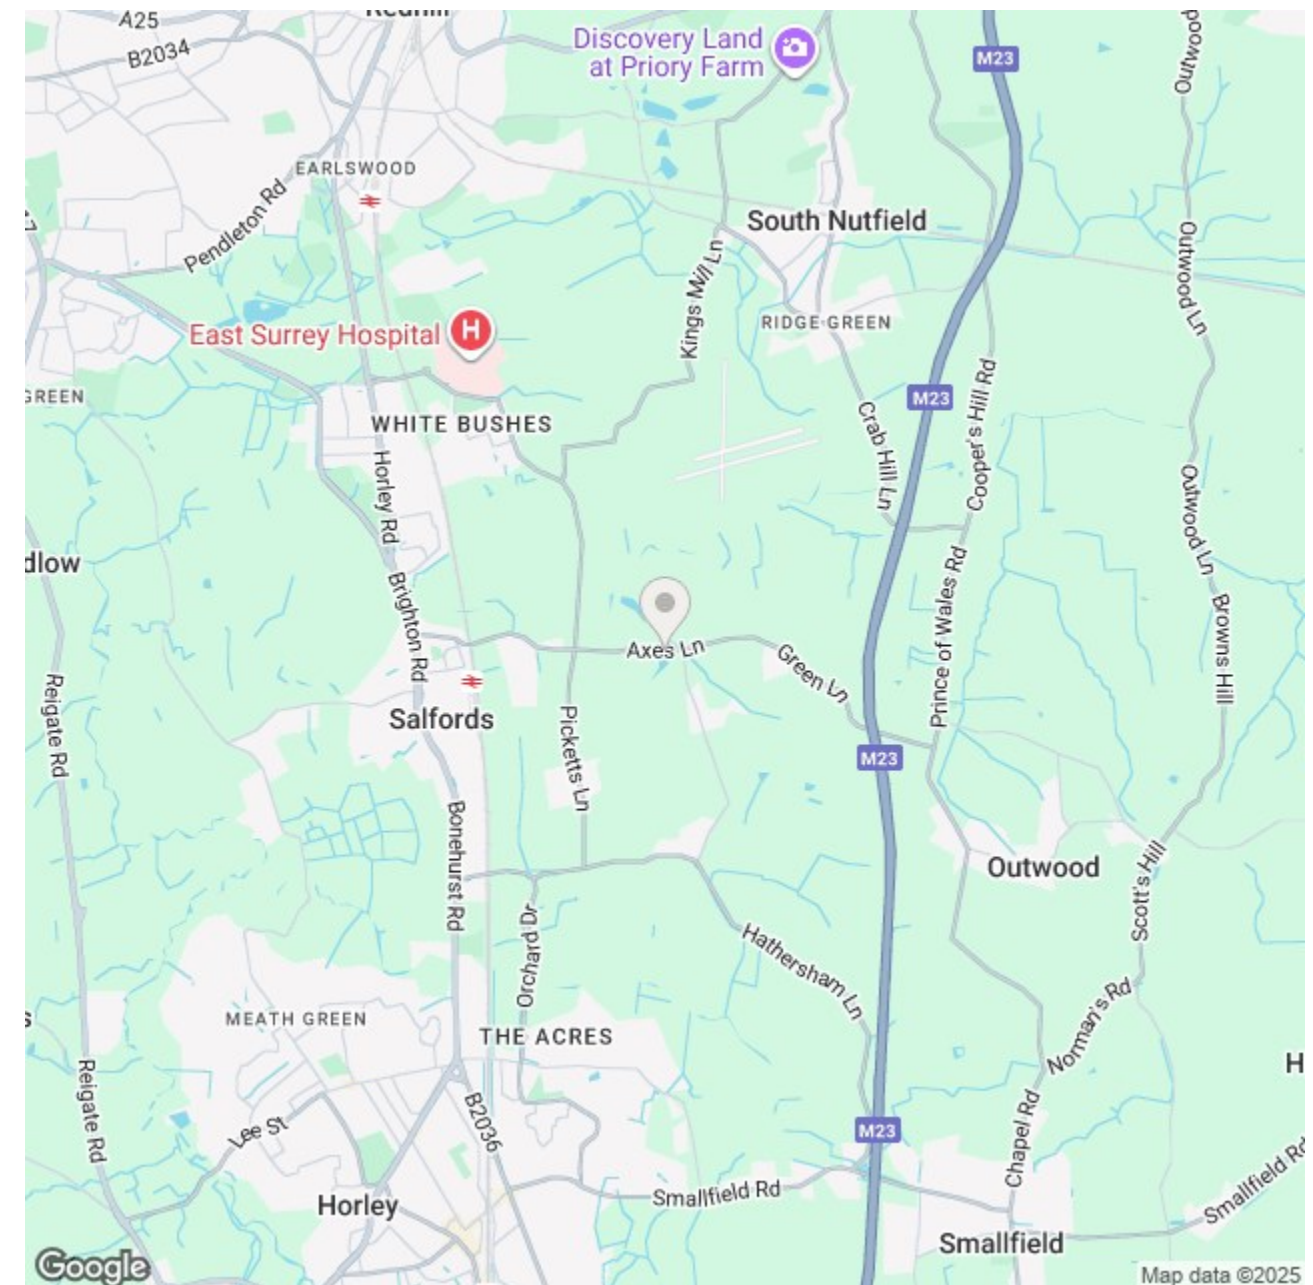 A25
Redhill
B2034
Discovery Land
at Priory Farm
M23
Outwood
EARLSWOOD
Pendleton Rd
South Nutfield
Outwood Ln
Kings Mill Ln
RIDGE GREEN
East Surrey Hospital
H
GREEN
M23
Cooper's Hill Rd
WHITE BUSHES
Crab Hill Ln
Horley Rd
Outwood Ln
dlow
Brighton Rd
Prince of Wales Rd
Browns Hill
Axes Ln
Green Ln
Reigate Rd
Salfords
Picketts Ln
M23
Bonehurst Rd
Outwood
Scott's Hill
Orchard Dr
Hathersham Ln
MEATH GREEN
THE ACRES
Norman's Rd
H
Reigate Rd
B2036
Lee St
M23
Chapel Rd
Horley
Smallfield Rd
Smallfield Rd
Smallfield
Google
Map data ©2025